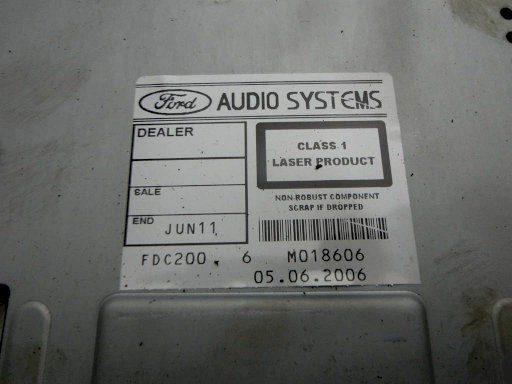 Ford AUDIO SYSTEMS
DEALER
CLASS 1
LASER PRODUCT
SALE
NON-ROBUST COMPONENT
SCRAP IF DROPPED
END JUN11
FDC200 6 M018606
05.06.2006